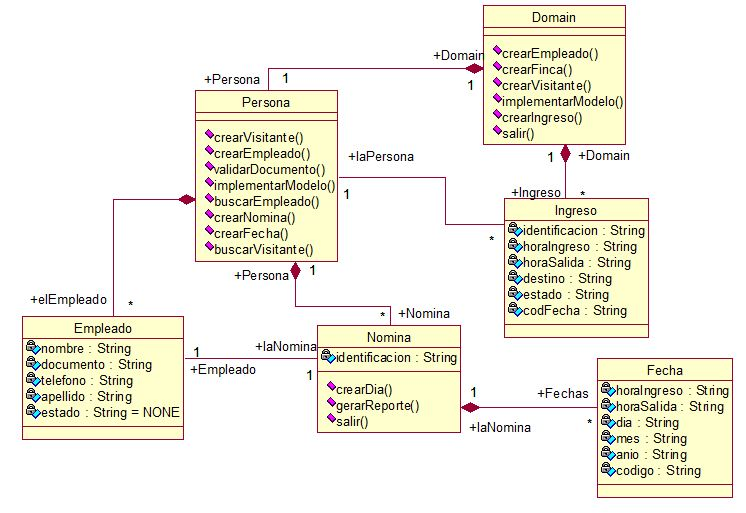 Domain
crearEmpleado()
crearFinca()
crearVisitante()
implementarModelo()
crearIngreso()
salir()
+Domain
1
+Persona
1
Persona
crearVisitante()
crearEmpleado()
validarDocumento()
implementarModelo()
buscarEmpleado()
crearNomina()
crearFecha()
buscarVisitante()
+laPersona
1
*
1
+Domain
+Ingreso
*
Ingreso
identificacion : String
horaIngreso : String
horaSalida : String
destino : String
estado : String
codFecha : String
+Persona
1
+elEmpleado
*
*
+Nomina
Empleado
nombre : String
documento : String
telefono : String
apellido : String
estado : String = NONE
1
+Empleado
+laNomina
1
Nomina
identificacion : String
crearDia()
gerarReporte()
salir()
1
+laNomina
+Fechas
*
Fecha
horaIngreso : String
horaSalida : String
dia : String
mes : String
anio : String
codigo : String